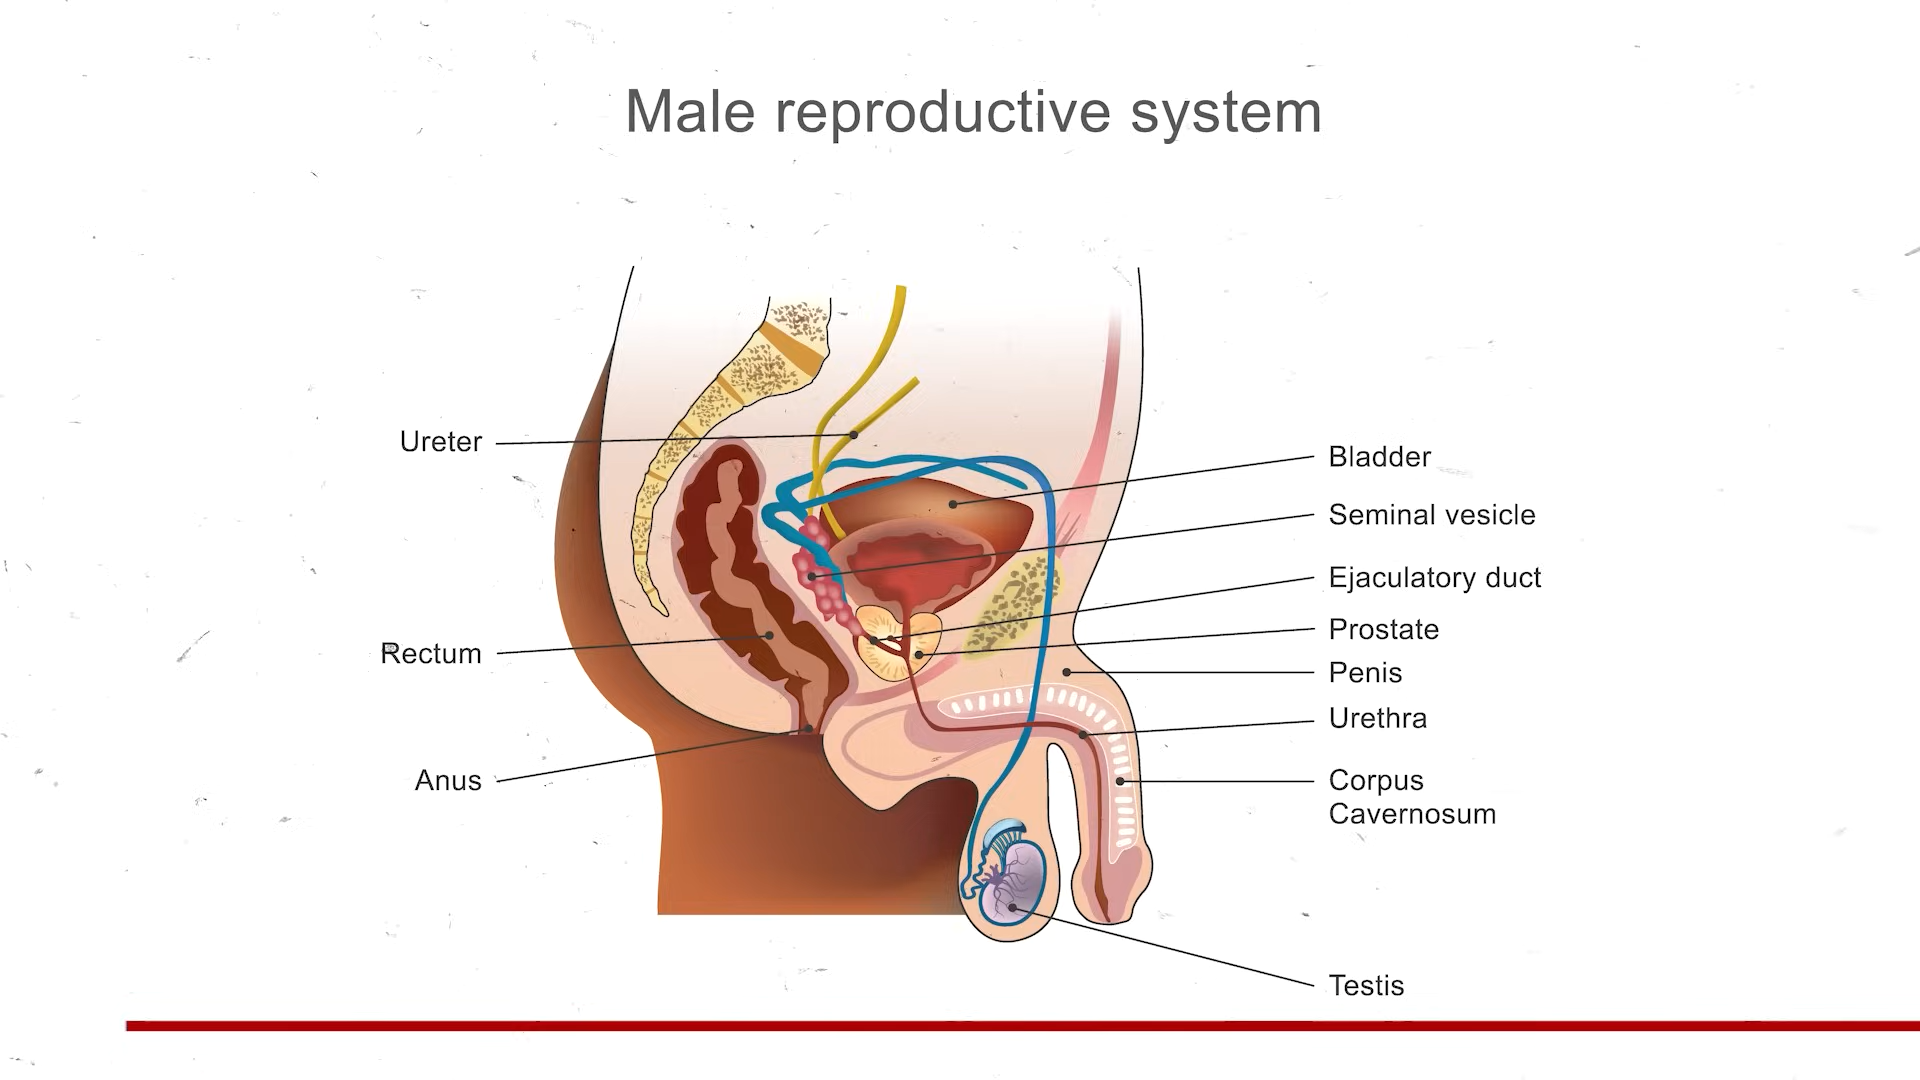 Male reproductive system
Ureter
Rectum
Anus
Bladder
Seminal vesicle
Ejaculatory duct
Prostate
Penis
Urethra
Corpus
Cavernosum
Testis